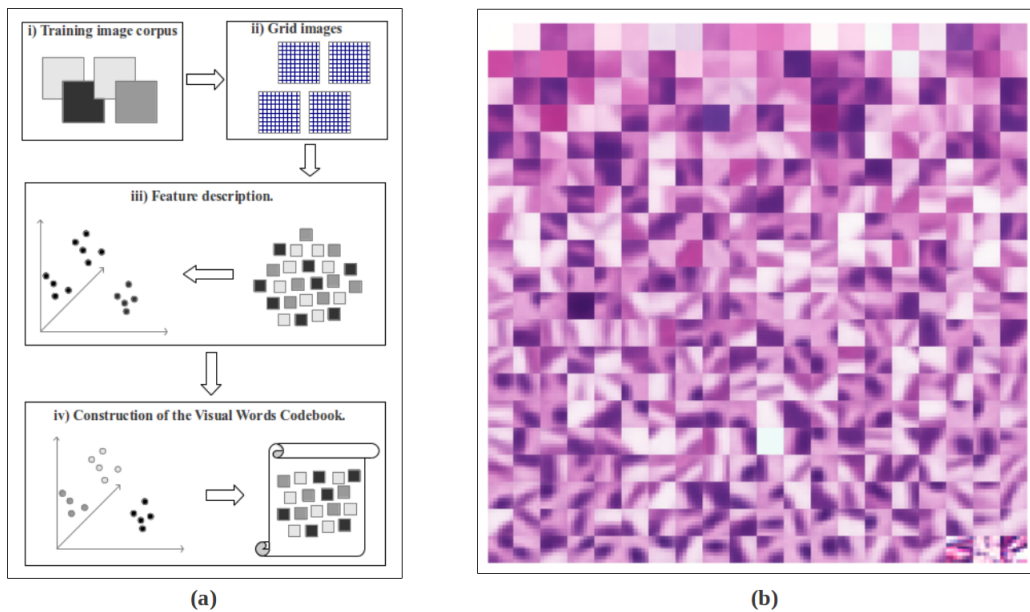 i) Training image corpus
ii) Grid images
iii) Feature description.
iv) Construction of the Visual Words Codebook.
(a)
(b)